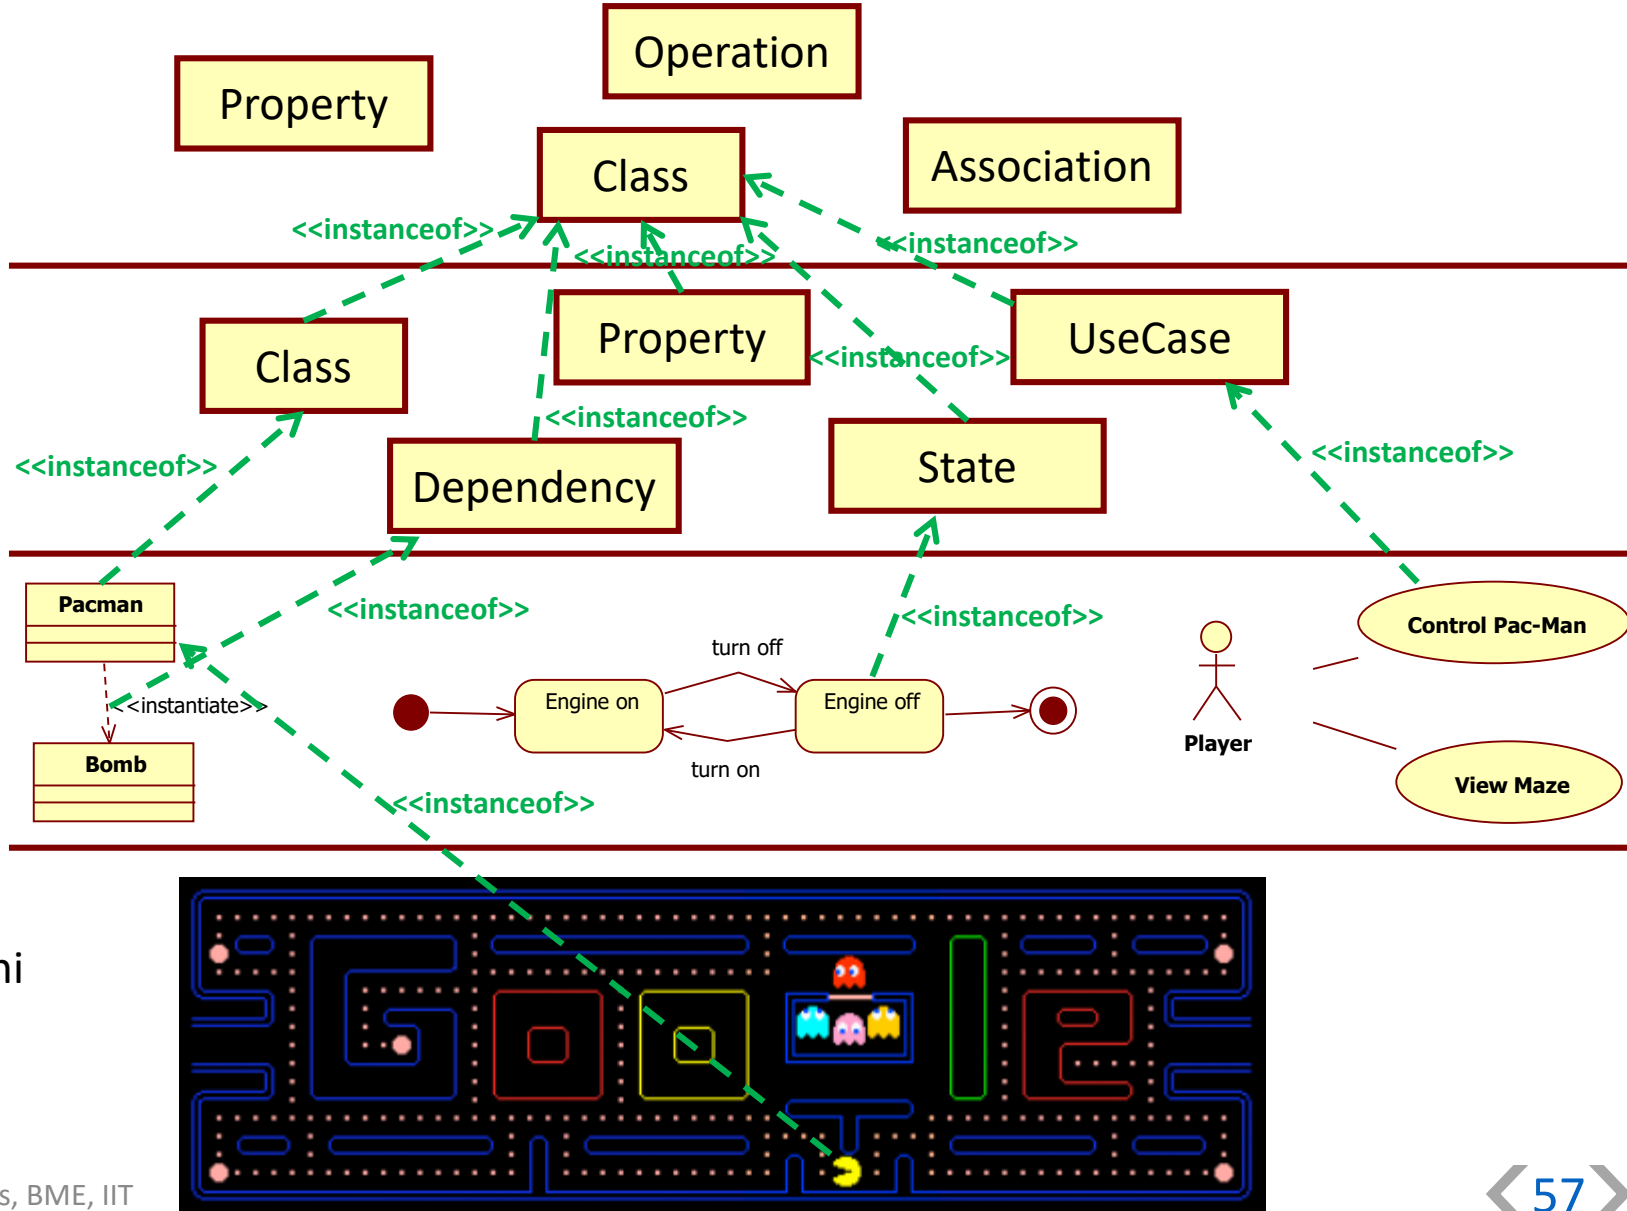 Operation
Property
Class
Association
<<instanceof>>
<<instanceof>>
<<instanceof>>
Class
Property
UseCase
<<instanceof>>
<<instanceof>>
<<instanceof>>
<<instanceof>>
Dependency
State
Pacman
<<instanceof>>
<<instanceof>>
Control Pac-Man
turn off
<<instantiate>>
Engine on
Engine off
Player
Bomb
turn on
View Maze
<<instanceof>>
ni
s, BME, IIT
57